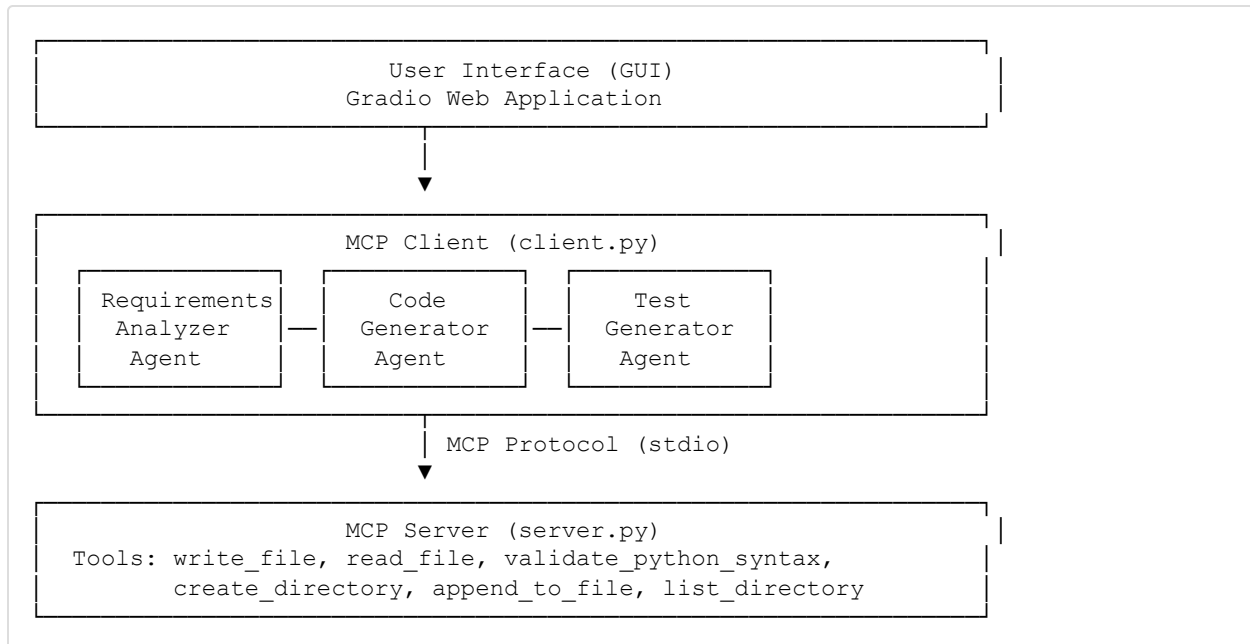 User Interface (GUI)
Gradio Web Application
MCP Client (client.py)
Requirements Code Test
Analyzer Generator Generator
Agent Agent Agent
MCP Protocol (stdio)
MCP Server (server.py)
Tools: write_file, read_file, validate_python_syntax,
create_directory, append_to_file, list_directory